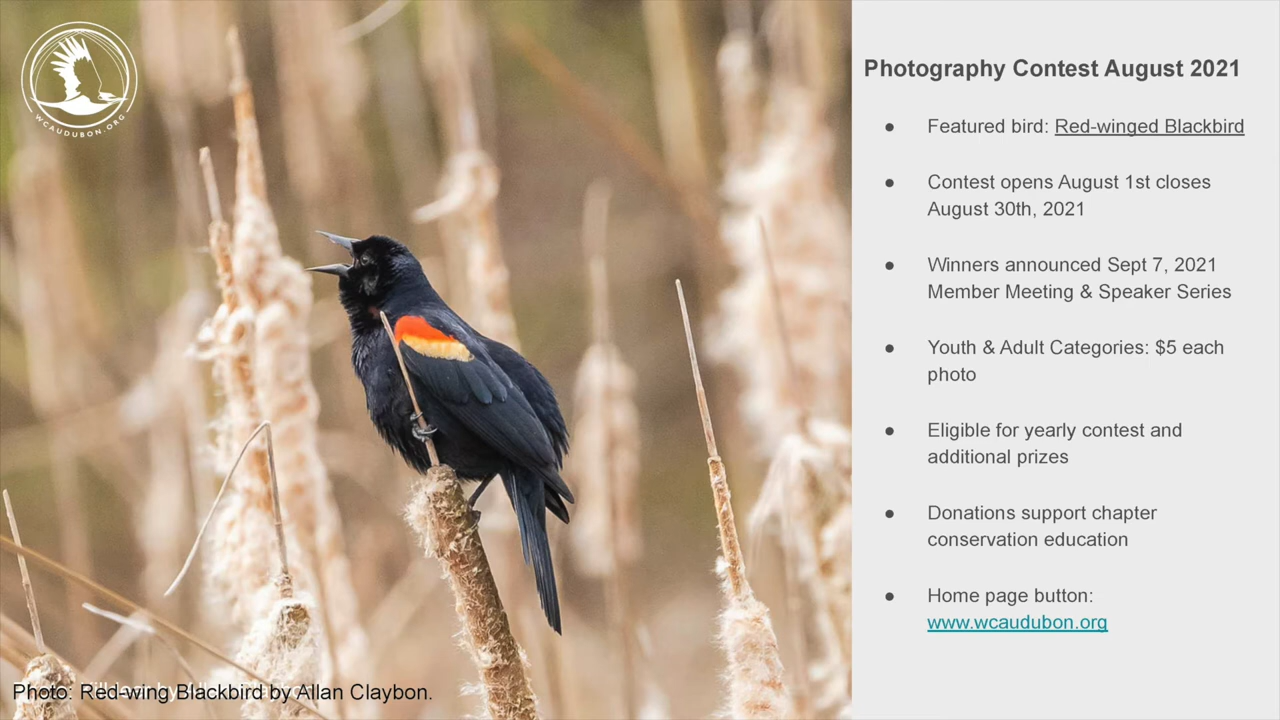 WCAUDUBON.ORG
Photography Contest August 2021
● Featured bird: Red-winged Blackbird
● Contest opens August 1st closes
August 30th, 2021
● Winners announced Sept 7, 2021
Member Meeting & Speaker Series
● Youth & Adult Categories: $5 each
photo
● Eligible for yearly contest and
additional prizes
● Donations support chapter
conservation education
● Home page button:
www.wcaudubon.org
Photo: Red-wing Blackbird by Allan Claybon.